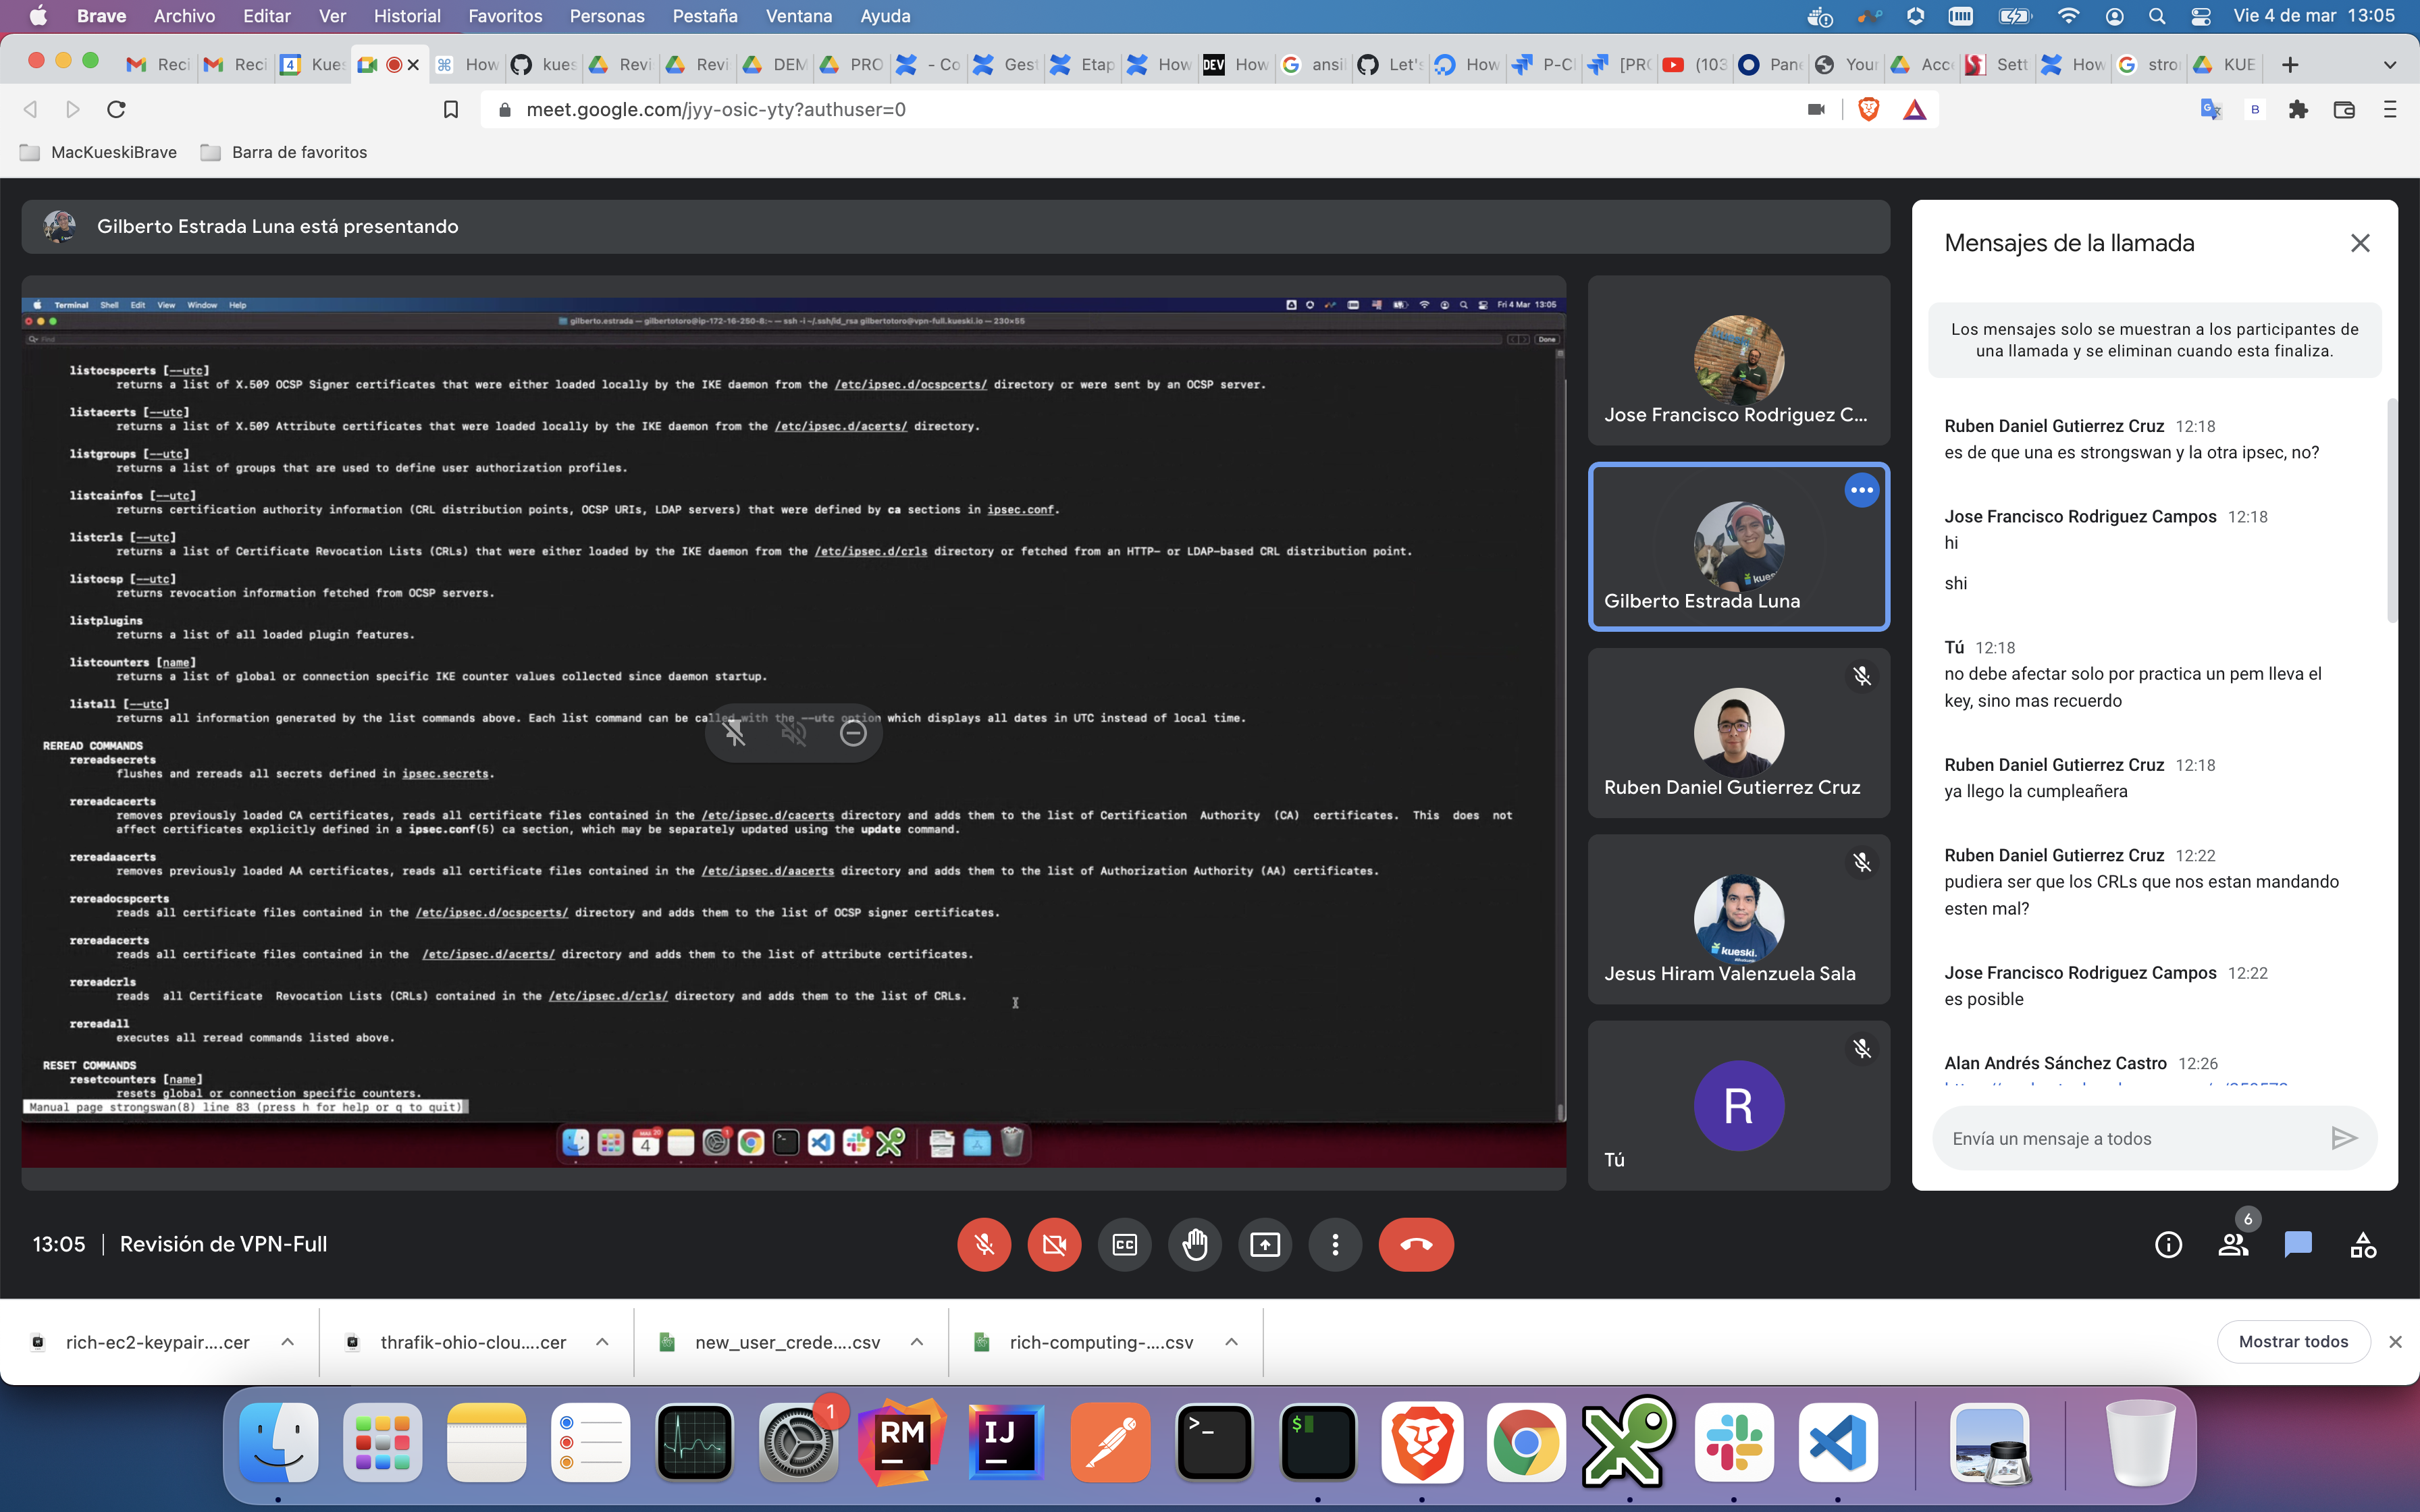 Brave Archivo Editar Ver Historial Favoritos Personas Pestaña Ventana Ayuda
Vie 4 de mar 13:05
Reci Reci Kues How kues Revi Revi DEM PRO - Co Gest Etap How How ansi Let's How P-C [PRO (103 Pane Your Acce Sett How stro KUE
meet.google.com/jyy-osic-yty?authuser=0
MacKueskiBrave Barra de favoritos
Gilberto Estrada Luna está presentando
Terminal Shell Edit View Window Help
Fri 4 Mar 13:05
gilberto.estrada — gilbertotoro@ip-172-16-250-8:~ — ssh -i ~/.ssh/id_rsa gilbertotoro@vpn-full.kueski.io — 230×55
Find
Done
listocspcerts [--utc]
returns a list of X.509 OCSP Signer certificates that were either loaded locally by the IKE daemon from the /etc/ipsec.d/ocspcerts/ directory or were sent by an OCSP server.
listacerts [--utc]
returns a list of X.509 Attribute certificates that were loaded locally by the IKE daemon from the /etc/ipsec.d/acerts/ directory.
listgroups [--utc]
returns a list of groups that are used to define user authorization profiles.
listcainfos [--utc]
returns certification authority information (CRL distribution points, OCSP URIs, LDAP servers) that were defined by ca sections in ipsec.conf.
listcrls [--utc]
returns a list of Certificate Revocation Lists (CRLs) that were either loaded by the IKE daemon from the /etc/ipsec.d/crls directory or fetched from an HTTP- or LDAP-based CRL distribution point.
listocsp [--utc]
returns revocation information fetched from OCSP servers.
listplugins
returns a list of all loaded plugin features.
listcounters [name]
returns a list of global or connection specific IKE counter values collected since daemon startup.
listall [--utc]
returns all information generated by the list commands above. Each list command can be called with the --utc option which displays all dates in UTC instead of local time.
REREAD COMMANDS
rereadsecrets
flushes and rereads all secrets defined in ipsec.secrets.
rereadcacerts
removes previously loaded CA certificates, reads all certificate files contained in the /etc/ipsec.d/cacerts directory and adds them to the list of Certification Authority (CA) certificates. This does not
affect certificates explicitly defined in a ipsec.conf(5) ca section, which may be separately updated using the update command.
rereadaacerts
removes previously loaded AA certificates, reads all certificate files contained in the /etc/ipsec.d/aacerts directory and adds them to the list of Authorization Authority (AA) certificates.
rereadocspcerts
reads all certificate files contained in the /etc/ipsec.d/ocspcerts/ directory and adds them to the list of OCSP signer certificates.
rereadacerts
reads all certificate files contained in the /etc/ipsec.d/acerts/ directory and adds them to the list of attribute certificates.
rereadcrls
reads all Certificate Revocation Lists (CRLs) contained in the /etc/ipsec.d/crls/ directory and adds them to the list of CRLs.
rereadall
executes all reread commands listed above.
RESET COMMANDS
resetcounters [name]
resets global or connection specific counters.
Manual page strongswan(8) line 83 (press h for help or q to quit)
Jose Francisco Rodriguez C...
Gilberto Estrada Luna
Ruben Daniel Gutierrez Cruz
kueski.
Jesus Hiram Valenzuela Sala
R
Tú
Mensajes de la llamada
Los mensajes solo se muestran a los participantes de
una llamada y se eliminan cuando esta finaliza.
Ruben Daniel Gutierrez Cruz 12:18
es de que una es strongswan y la otra ipsec, no?
Jose Francisco Rodriguez Campos 12:18
hi
shi
Tú 12:18
no debe afectar solo por practica un pem lleva el
key, sino mas recuerdo
Ruben Daniel Gutierrez Cruz 12:18
ya llego la cumpleañera
Ruben Daniel Gutierrez Cruz 12:22
pudiera ser que los CRLs que nos estan mandando
esten mal?
Jose Francisco Rodriguez Campos 12:22
es posible
Alan Andrés Sánchez Castro 12:26
Envía un mensaje a todos
13:05 | Revisión de VPN-Full
CC
6
rich-ec2-keypair....cer
thrafik-ohio-clou....cer
new_user_crede....csv
rich-computing-....csv
Mostrar todos
1
RM
IJ